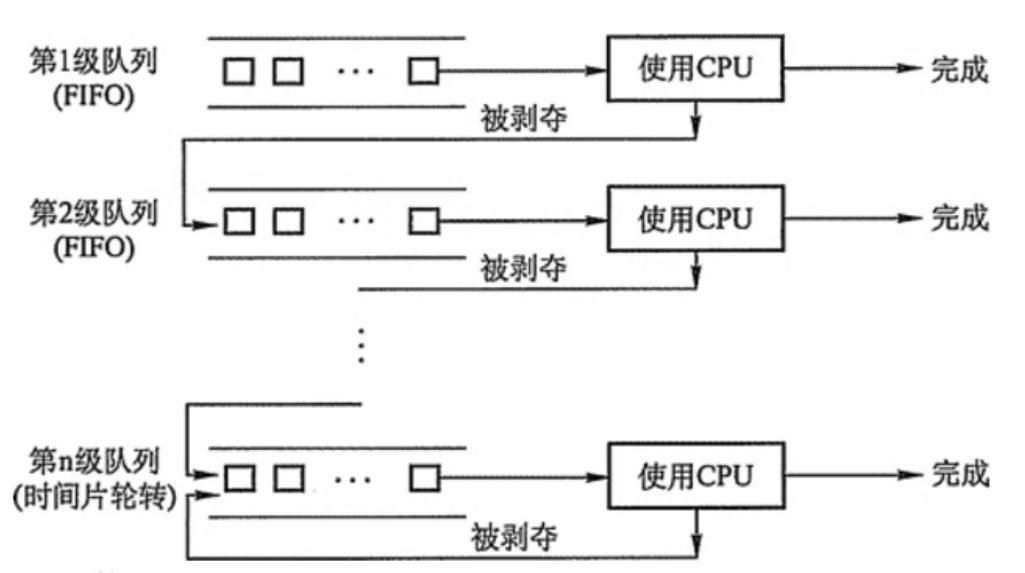 第1级队列
(FIFO)
使用CPU
完成
被剥夺
第2级队列
(FIFO)
使用CPU
完成
被剥夺
第n级队列
(时间片轮转)
使用CPU
完成
被剥夺